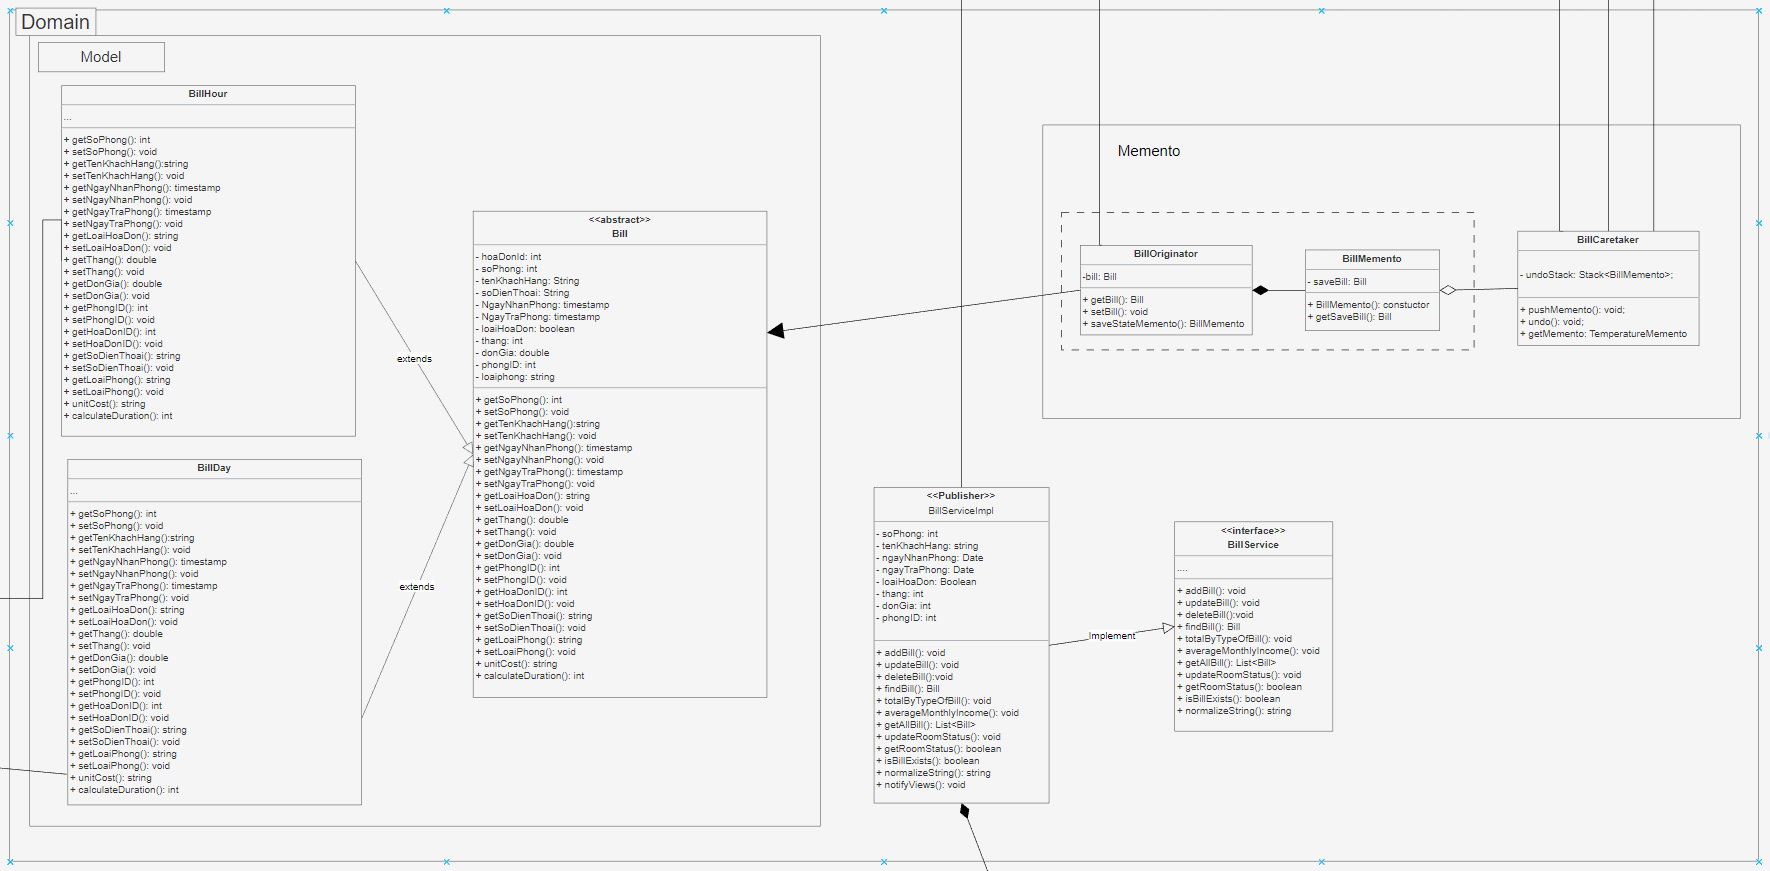 Domain
Model
BillHour
...
+ getSoPhong(): int
+ setSoPhong(): void
+ getTenKhachHang():string
+ setTenKhachHang(): void
+ getNgayNhanPhong(): timestamp
+ setNgayNhanPhong(): void
+ getNgayTraPhong(): timestamp
+ setNgayTraPhong(): void
+ getLoaiHoaDon(): string
+ setLoaiHoaDon(): void
+ getThang(): double
+ setThang(): void
+ getDonGia(): double
+ setDonGia(): void
+ getPhongID(): int
+ setPhongID(): void
+ getHoaDonID(): int
+ setHoaDonID(): void
+ getSoDienThoai(): string
+ setSoDienThoai(): void
+ getLoaiPhong(): string
+ setLoaiPhong(): void
+ unitCost(): string
+ calculateDuration(): int
BillDay
...
+ getSoPhong(): int
+ setSoPhong(): void
+ getTenKhachHang():string
+ setTenKhachHang(): void
+ getNgayNhanPhong(): timestamp
+ setNgayNhanPhong(): void
+ getNgayTraPhong(): timestamp
+ setNgayTraPhong(): void
+ getLoaiHoaDon(): string
+ setLoaiHoaDon(): void
+ getThang(): double
+ setThang(): void
+ getDonGia(): double
+ setDonGia(): void
+ getPhongID(): int
+ setPhongID(): void
+ getHoaDonID(): int
+ setHoaDonID(): void
+ getSoDienThoai(): string
+ setSoDienThoai(): void
+ getLoaiPhong(): string
+ setLoaiPhong(): void
+ unitCost(): string
+ calculateDuration(): int
extends
extends
<<abstract>>
Bill
- hoaDonId: int
- soPhong: int
- tenKhachHang: String
- soDienThoai: String
- NgayNhanPhong: timestamp
- NgayTraPhong: timestamp
- loaiHoaDon: boolean
- thang: int
- donGia: double
- phongID: int
- loaiphong: string
+ getSoPhong(): int
+ setSoPhong(): void
+ getTenKhachHang():string
+ setTenKhachHang(): void
+ getNgayNhanPhong(): timestamp
+ setNgayNhanPhong(): void
+ getNgayTraPhong(): timestamp
+ setNgayTraPhong(): void
+ getLoaiHoaDon(): string
+ setLoaiHoaDon(): void
+ getThang(): double
+ setThang(): void
+ getDonGia(): double
+ setDonGia(): void
+ getPhongID(): int
+ setPhongID(): void
+ getHoaDonID(): int
+ setHoaDonID(): void
+ getSoDienThoai(): string
+ setSoDienThoai(): void
+ getLoaiPhong(): string
+ setLoaiPhong(): void
+ unitCost(): string
+ calculateDuration(): int
Memento
BillOriginator
-bill: Bill
+ getBill(): Bill
+ setBill(): void
+ saveStateMemento(): BillMemento
BillMemento
- saveBill: Bill
+ BillMemento(): constuctor
+ getSaveBill(): Bill
BillCaretaker
- undoStack: Stack<BillMemento>;
+ pushMemento(): void;
+ undo(): void;
+ getMemento: TemperatureMemento
<<Publisher>>
BillServiceImpl
- soPhong: int
- tenKhachHang: string
- ngayNhanPhong: Date
- ngayTraPhong: Date
- loaiHoaDon: Boolean
- thang: int
- donGia: int
- phongID: int
+ addBill(): void
+ updateBill(): void
+ deleteBill():void
+ findBill(): Bill
+ totalByTypeOfBill(): void
+ averageMonthlyIncome(): void
+ getAllBill(): List<Bill>
+ updateRoomStatus(): void
+ getRoomStatus(): boolean
+ isBillExists(): boolean
+ normalizeString(): string
+ notifyViews(): void
Implement
<<interface>>
BillService
....
+ addBill(): void
+ updateBill(): void
+ deleteBill():void
+ findBill(): Bill
+ totalByTypeOfBill(): void
+ averageMonthlyIncome(): void
+ getAllBill(): List<Bill>
+ updateRoomStatus(): void
+ getRoomStatus(): boolean
+ isBillExists(): boolean
+ normalizeString(): string